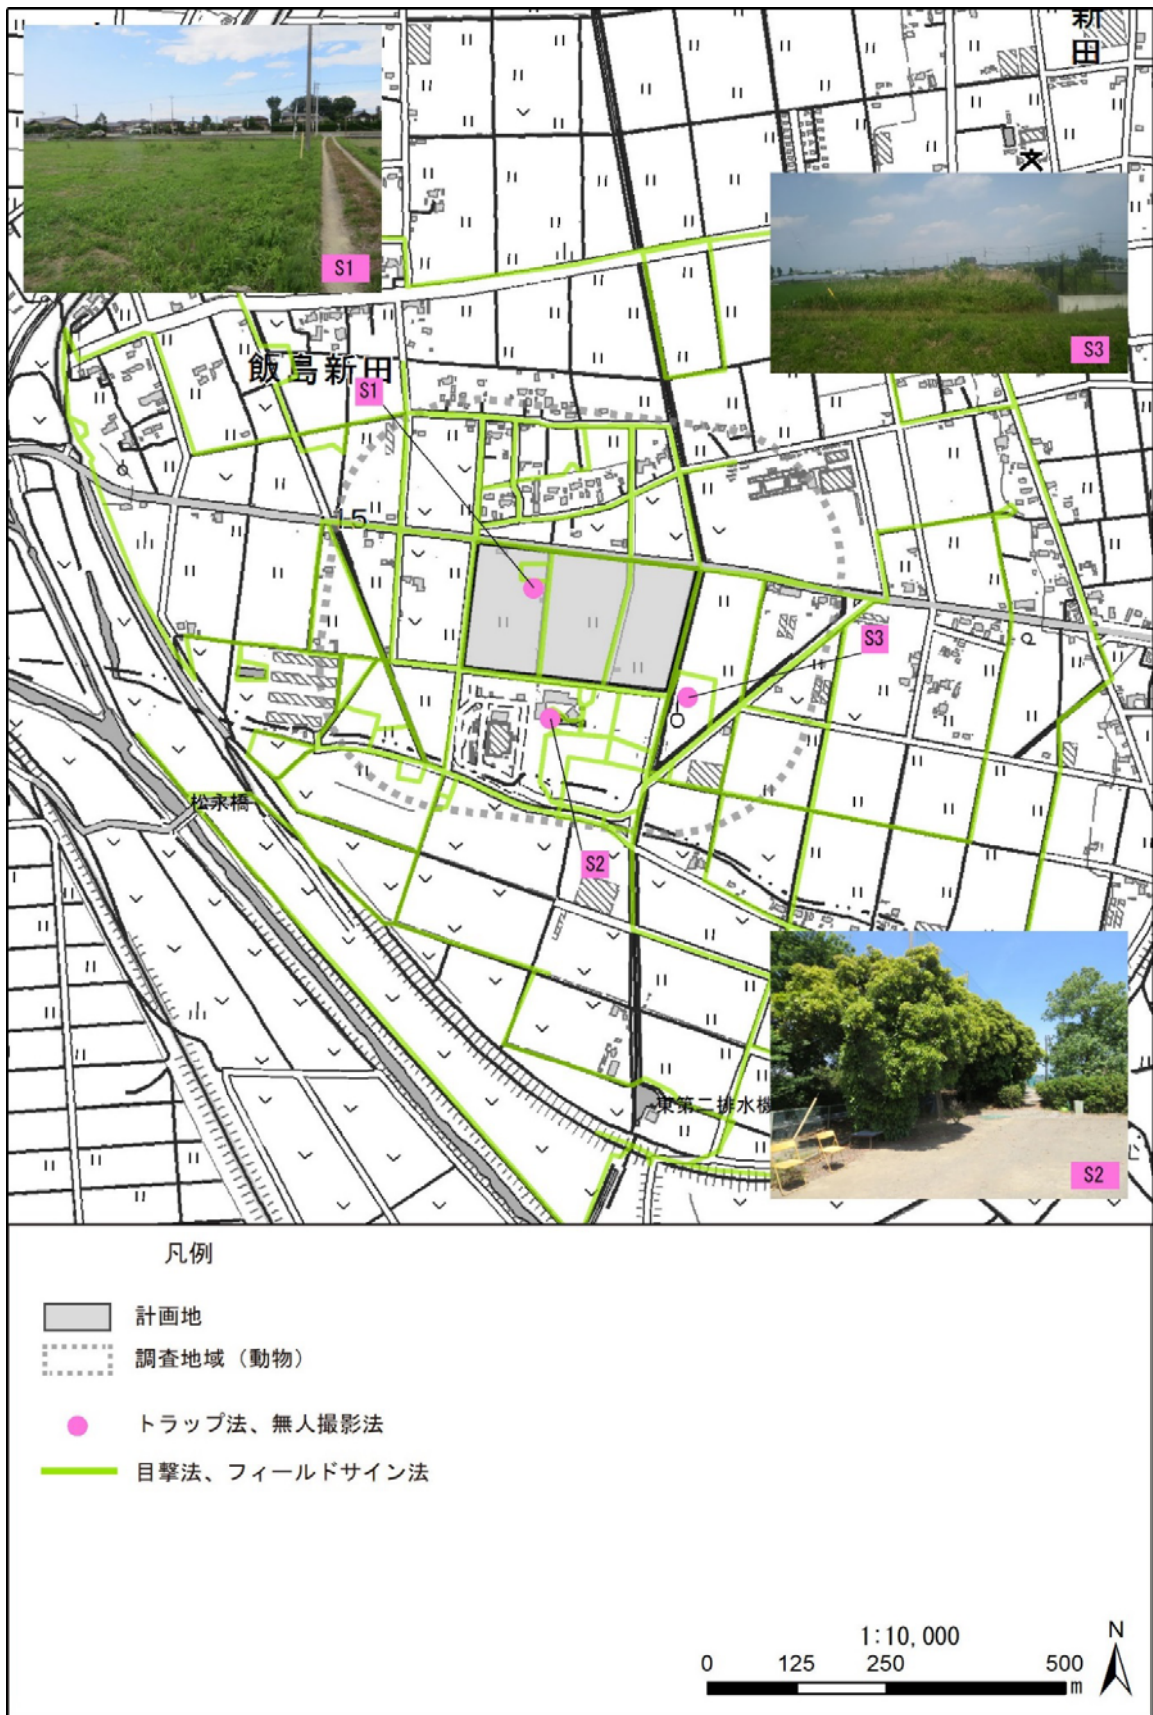 新
田
S1
S3
飯島新田
S1
15
S3
松永橋
S2
東第二排水機
S2
凡例
計画地
調査地域（動物）
トラップ法、無人撮影法
目撃法、フィールドサイン法
1:10,000
N
0 125 250 500
m